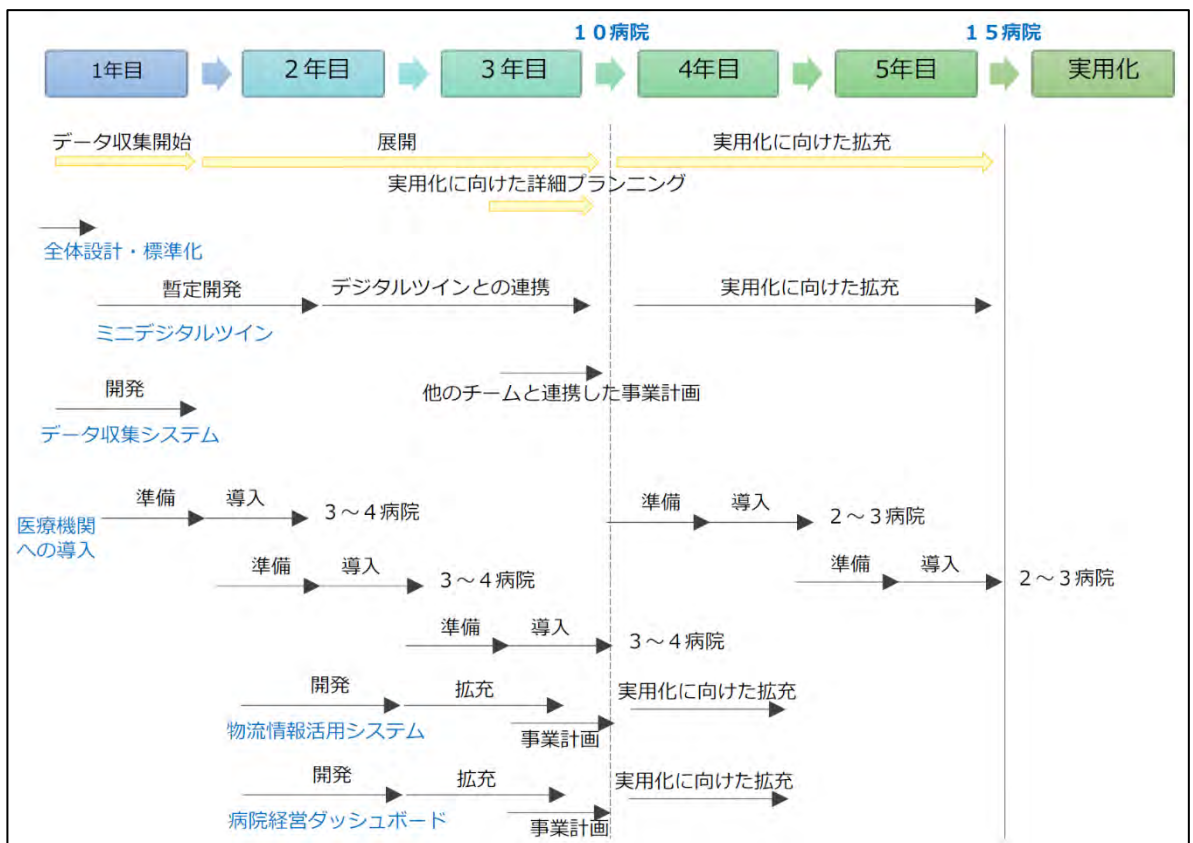 10病院
15病院
1年目
2年目
3年目
4年目
5年目
実用化
データ収集開始
展開
実用化に向けた拡充
実用化に向けた詳細プランニング
全体設計・標準化
暫定開発
デジタルツインとの連携
実用化に向けた拡充
ミニデジタルツイン
開発
他のチームと連携した事業計画
データ収集システム
準備
導入
3～4病院
準備
導入
2～3病院
医療機関
への導入
準備
導入
3～4病院
準備
導入
2～3病院
準備
導入
3～4病院
開発
拡充
実用化に向けた拡充
物流情報活用システム
事業計画
開発
拡充
実用化に向けた拡充
病院経営ダッシュボード
事業計画